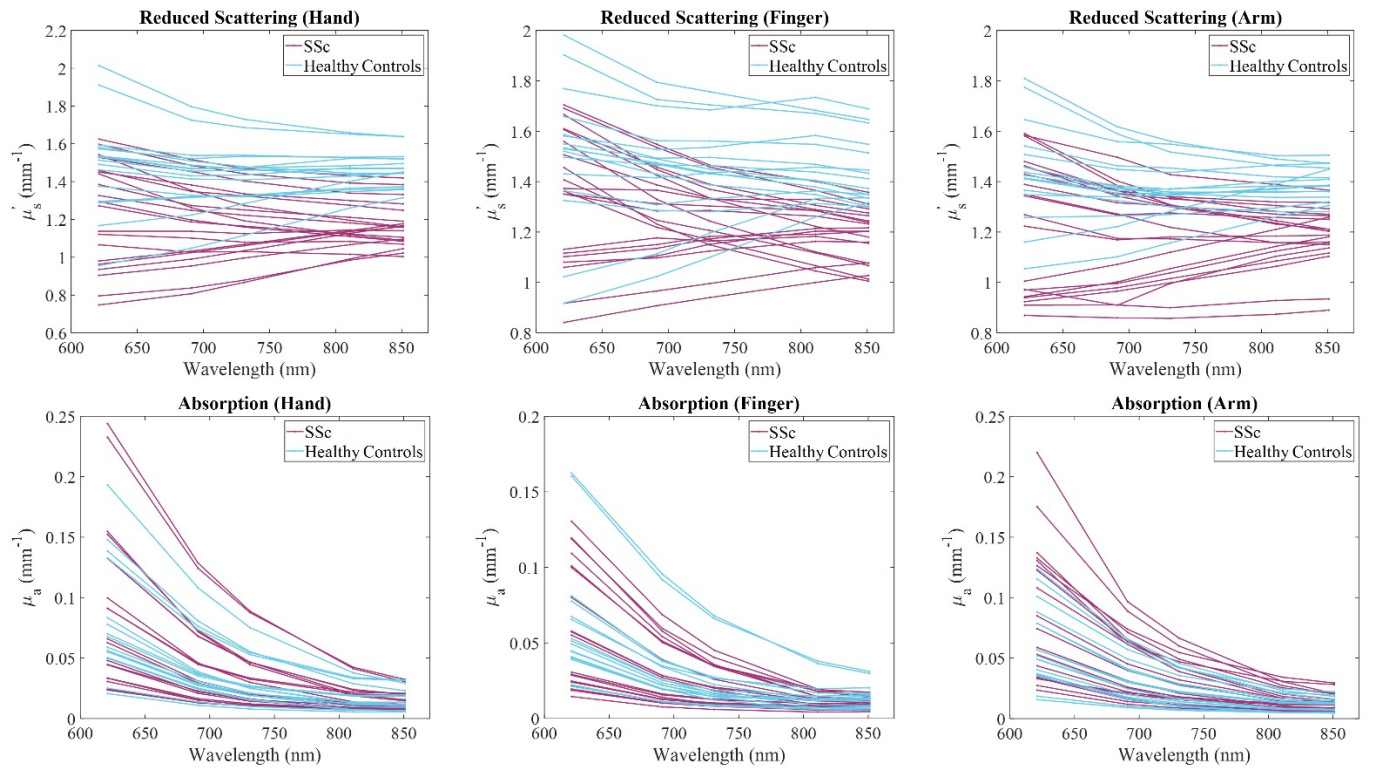 Reduced Scattering (Hand)
2.2
2
1.8
1.6
1.4
1.2
1
0.8
0.6
μs' (mm-1)
SSc
Healthy Controls
600 650 700 750 800 850
Wavelength (nm)
Reduced Scattering (Finger)
2
1.8
1.6
1.4
1.2
1
0.8
μs' (mm-1)
SSc
Healthy Controls
600 650 700 750 800 850
Wavelength (nm)
Reduced Scattering (Arm)
2
1.8
1.6
1.4
1.2
1
0.8
μs' (mm-1)
SSc
Healthy Controls
600 650 700 750 800 850
Wavelength (nm)
Absorption (Hand)
0.25
0.2
0.15
0.1
0.05
0
μa (mm-1)
SSc
Healthy Controls
600 650 700 750 800 850
Wavelength (nm)
Absorption (Finger)
0.2
0.15
0.1
0.05
0
μa (mm-1)
SSc
Healthy Controls
600 650 700 750 800 850
Wavelength (nm)
Absorption (Arm)
0.25
0.2
0.15
0.1
0.05
0
μa (mm-1)
SSc
Healthy Controls
600 650 700 750 800 850
Wavelength (nm)